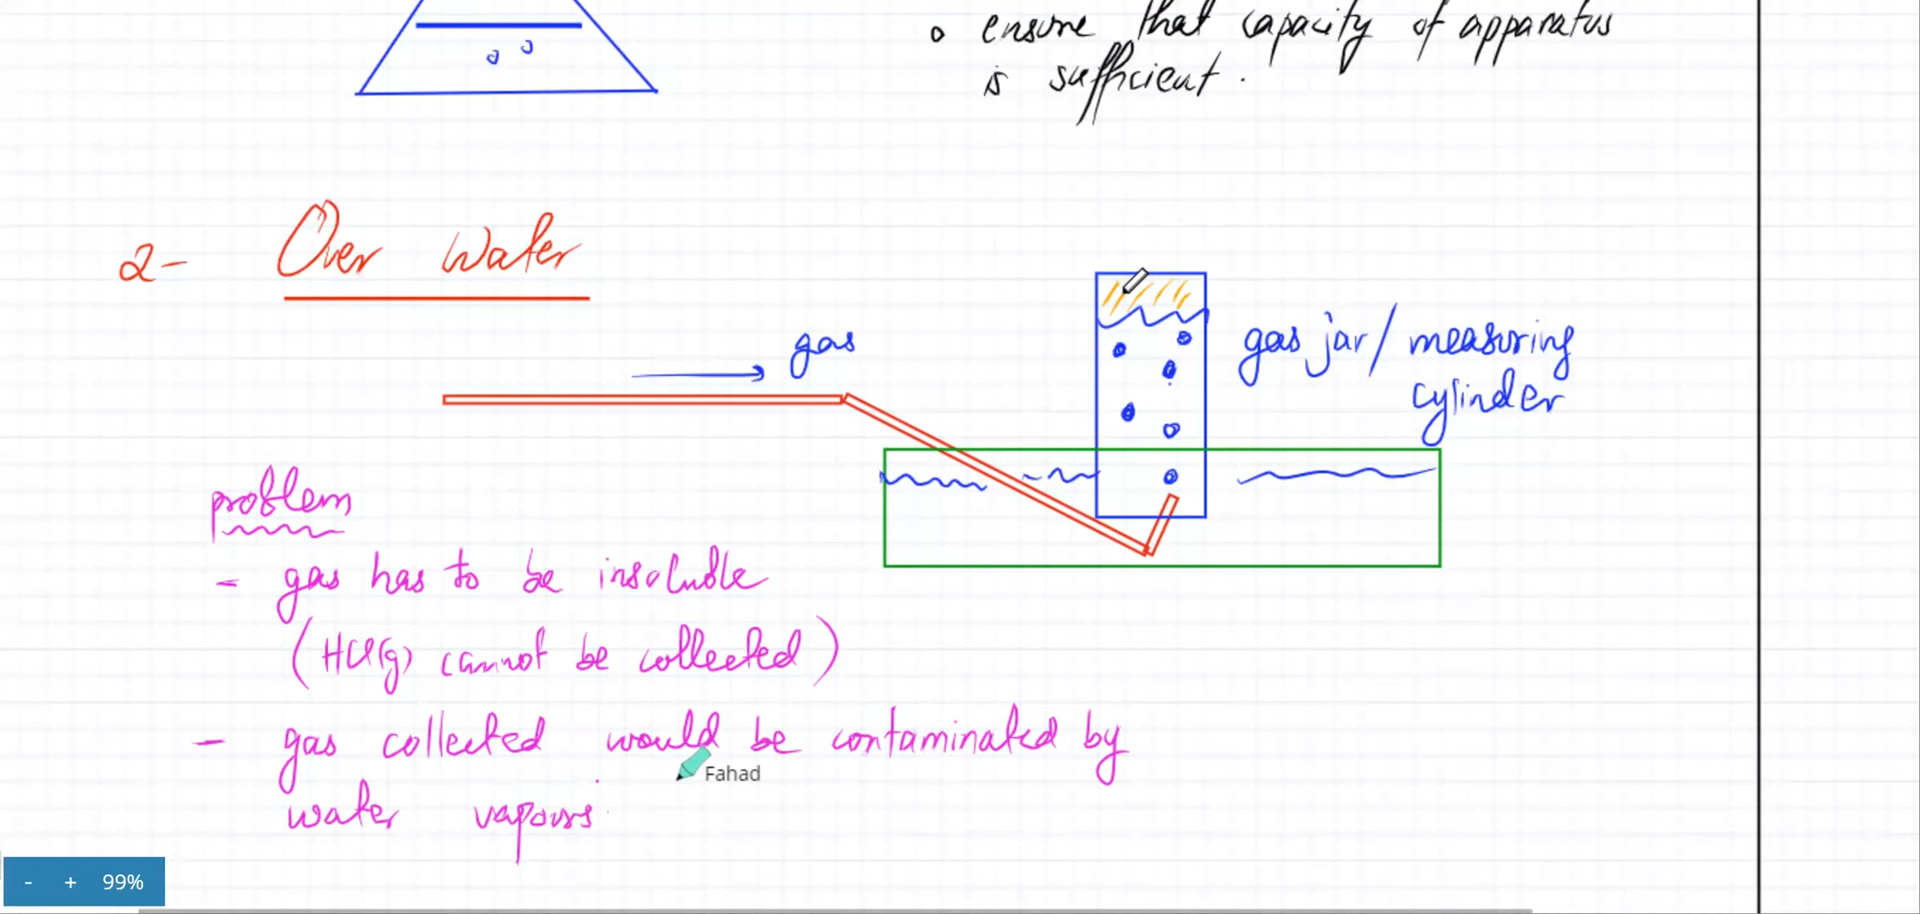 o ensure that capacity of apparatus
is sufficient.
2- Over Water
gas
gas jar/ measuring
cylinder
problem
- gas has to be insoluble
(HCl(g) cannot be collected)
- gas collected would be contaminated by
Fahad
water vapours.
- + 99%